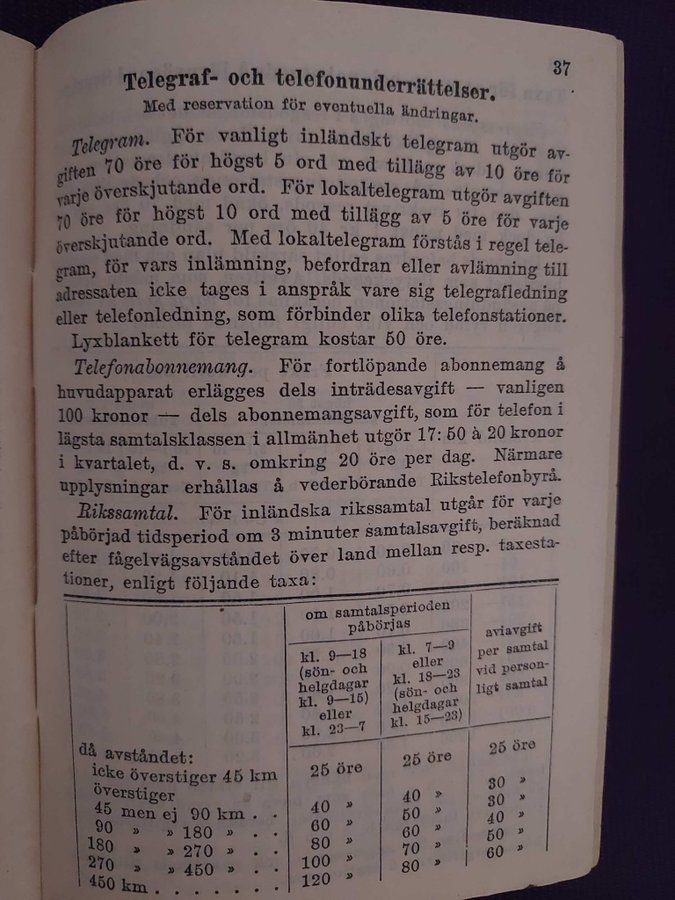 37
Telegraf- och telefonunderrättelser.
Med reservation för eventuella ändringar.
Telegram. För vanligt inländskt telegram utgör av-
giften 70 öre för högst 5 ord med tillägg av 10 öre för
varje överskjutande ord. För lokaltelegram utgör avgiften
70 öre för högst 10 ord med tillägg av 5 öre för varje
överskjutande ord. Med lokaltelegram förstås i regel tele-
gram, för vars inlämning, befordran eller avlämning till
adressaten icke tages i anspråk vare sig telegrafledning
eller telefonledning, som förbinder olika telefonstationer.
Lyxblankett för telegram kostar 50 öre.
Telefonabonnemang. För fortlöpande abonnemang å
huvudapparat erlägges dels inträdesavgift — vanligen
100 kronor — dels abonnemangsavgift, som för telefon i
lägsta samtalsklassen i allmänhet utgör 17: 50 à 20 kronor
i kvartalet, d. v. s. omkring 20 öre per dag. Närmare
upplysningar erhållas å vederbörande Rikstelefonbyrå.
Rikssamtal. För inländska rikssamtal utgår för varje
påbörjad tidsperiod om 3 minuter samtalsavgift, beräknad
efter fågelvägsavståndet över land mellan resp. taxesta-
tioner, enligt följande taxa:
om samtalsperioden
påbörjas
kl. 9—18
(sön- och
helgdagar
kl. 9—15)
eller
kl. 23—7
kl. 7—9
eller
kl. 18—23
(sön- och
helgdagar
kl. 15—23)
aviavgift
per samtal
vid person-
ligt samtal
då avståndet:
icke överstiger 45 km 25 öre 25 öre 25 öre
överstiger
45 men ej 90 km . . 40 » 40 » 30 »
90 » » 180 » . . 60 » 50 » 30 »
180 » » 270 » . . 80 » 60 » 40 »
270 » » 450 » . . 100 » 70 » 50 »
450 km . . . . . . . 120 » 80 » 60 »